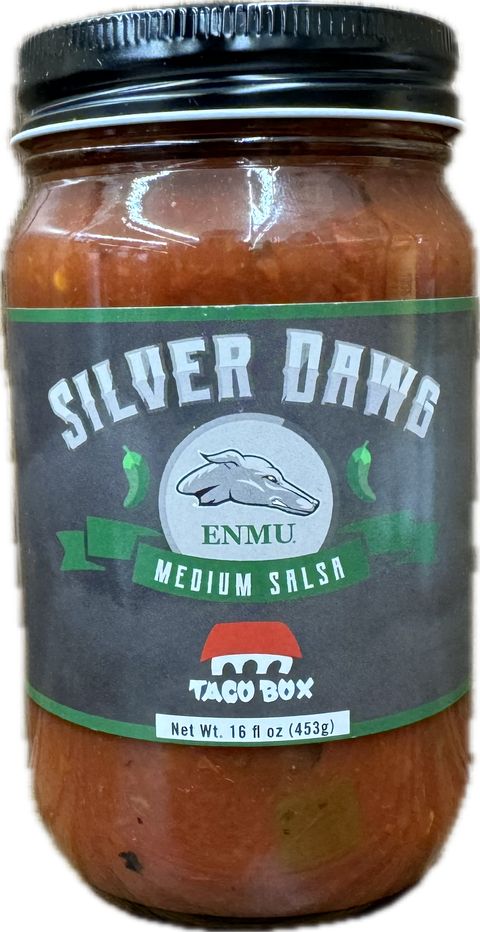 SILVER DAWG
ENMU
MEDIUM SALSA
TACO BOX
Net Wt. 16 fl oz (453g)